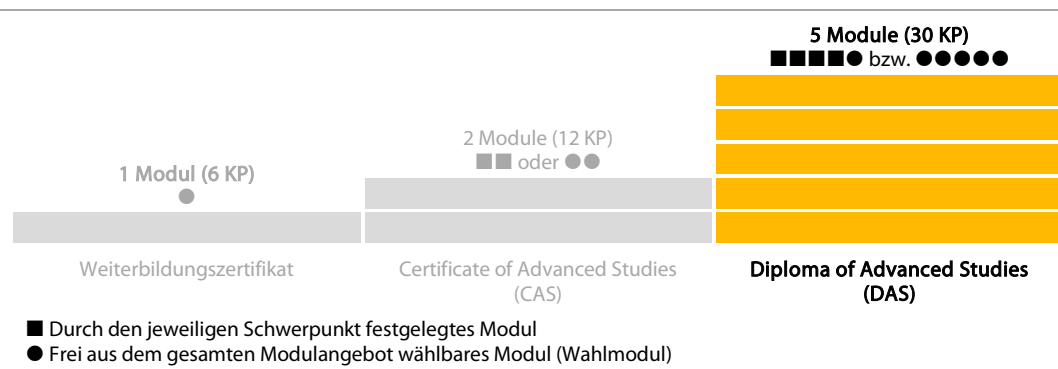 5 Module (30 KP)
■■■■● bzw. ●●●●●
2 Module (12 KP)
■■ oder ●●
1 Modul (6 KP)
●
Weiterbildungszertifikat
Certificate of Advanced Studies
(CAS)
Diploma of Advanced Studies
(DAS)
■ Durch den jeweiligen Schwerpunkt festgelegtes Modul
● Frei aus dem gesamten Modulangebot wählbares Modul (Wahlmodul)